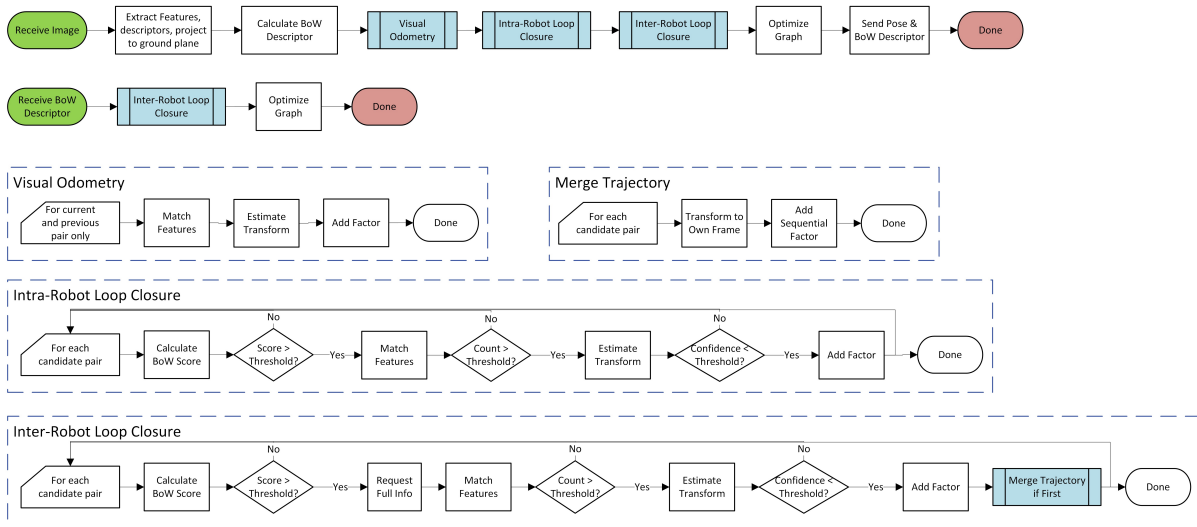 Receive Image
Extract Features,
descriptors, project
to ground plane
Calculate BoW
Descriptor
Visual
Odometry
Intra-Robot Loop
Closure
Inter-Robot Loop
Closure
Optimize
Graph
Send Pose &
BoW Descriptor
Done
Receive BoW
Descriptor
Inter-Robot Loop
Closure
Optimize
Graph
Done
Visual Odometry
For current
and previous
pair only
Match
Features
Estimate
Transform
Add Factor
Done
Merge Trajectory
For each
candidate pair
Transform to
Own Frame
Add
Sequential
Factor
Done
Intra-Robot Loop Closure
For each
candidate pair
Calculate
BoW Score
No
Score >
Threshold?
Yes
Match
Features
No
Count >
Threshold?
Yes
Estimate
Transform
No
Confidence <
Threshold?
Yes
Add Factor
Done
Inter-Robot Loop Closure
For each
candidate pair
Calculate
BoW Score
No
Score >
Threshold?
Yes
Request
Full Info
Match
Features
No
Count >
Threshold?
Yes
Estimate
Transform
No
Confidence <
Threshold?
Yes
Add Factor
Merge Trajectory
if First
Done